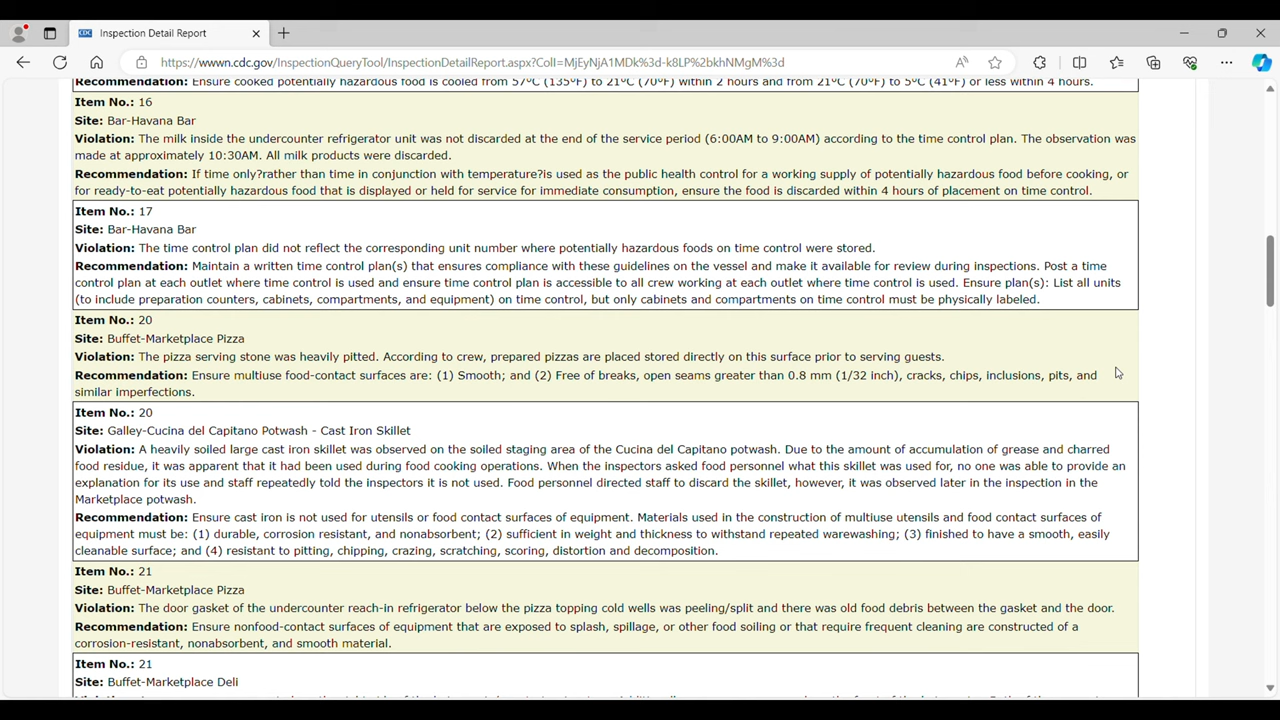 CDC Inspection Detail Report
https://wwwn.cdc.gov/InspectionQueryTool/InspectionDetailReport.aspx?ColI=MjEyNjA1MDk%3d-k8LP%2bkhNMgM%3d
Recommendation: Ensure cooked potentially hazardous food is cooled from 57ºC (135ºF) to 21ºC (70ºF) within 2 hours and from 21ºC (70ºF) to 5ºC (41ºF) or less within 4 hours.
Item No.: 16
Site: Bar-Havana Bar
Violation: The milk inside the undercounter refrigerator unit was not discarded at the end of the service period (6:00AM to 9:00AM) according to the time control plan. The observation was
made at approximately 10:30AM. All milk products were discarded.
Recommendation: If time only?rather than time in conjunction with temperature?is used as the public health control for a working supply of potentially hazardous food before cooking, or
for ready-to-eat potentially hazardous food that is displayed or held for service for immediate consumption, ensure the food is discarded within 4 hours of placement on time control.
Item No.: 17
Site: Bar-Havana Bar
Violation: The time control plan did not reflect the corresponding unit number where potentially hazardous foods on time control were stored.
Recommendation: Maintain a written time control plan(s) that ensures compliance with these guidelines on the vessel and make it available for review during inspections. Post a time
control plan at each outlet where time control is used and ensure time control plan is accessible to all crew working at each outlet where time control is used. Ensure plan(s): List all units
(to include preparation counters, cabinets, compartments, and equipment) on time control, but only cabinets and compartments on time control must be physically labeled.
Item No.: 20
Site: Buffet-Marketplace Pizza
Violation: The pizza serving stone was heavily pitted. According to crew, prepared pizzas are placed stored directly on this surface prior to serving guests.
Recommendation: Ensure multiuse food-contact surfaces are: (1) Smooth; and (2) Free of breaks, open seams greater than 0.8 mm (1/32 inch), cracks, chips, inclusions, pits, and
similar imperfections.
Item No.: 20
Site: Galley-Cucina del Capitano Potwash - Cast Iron Skillet
Violation: A heavily soiled large cast iron skillet was observed on the soiled staging area of the Cucina del Capitano potwash. Due to the amount of accumulation of grease and charred
food residue, it was apparent that it had been used during food cooking operations. When the inspectors asked food personnel what this skillet was used for, no one was able to provide an
explanation for its use and staff repeatedly told the inspectors it is not used. Food personnel directed staff to discard the skillet, however, it was observed later in the inspection in the
Marketplace potwash.
Recommendation: Ensure cast iron is not used for utensils or food contact surfaces of equipment. Materials used in the construction of multiuse utensils and food contact surfaces of
equipment must be: (1) durable, corrosion resistant, and nonabsorbent; (2) sufficient in weight and thickness to withstand repeated warewashing; (3) finished to have a smooth, easily
cleanable surface; and (4) resistant to pitting, chipping, crazing, scratching, scoring, distortion and decomposition.
Item No.: 21
Site: Buffet-Marketplace Pizza
Violation: The door gasket of the undercounter reach-in refrigerator below the pizza topping cold wells was peeling/split and there was old food debris between the gasket and the door.
Recommendation: Ensure nonfood-contact surfaces of equipment that are exposed to splash, spillage, or other food soiling or that require frequent cleaning are constructed of a
corrosion-resistant, nonabsorbent, and smooth material.
Item No.: 21
Site: Buffet-Marketplace Deli